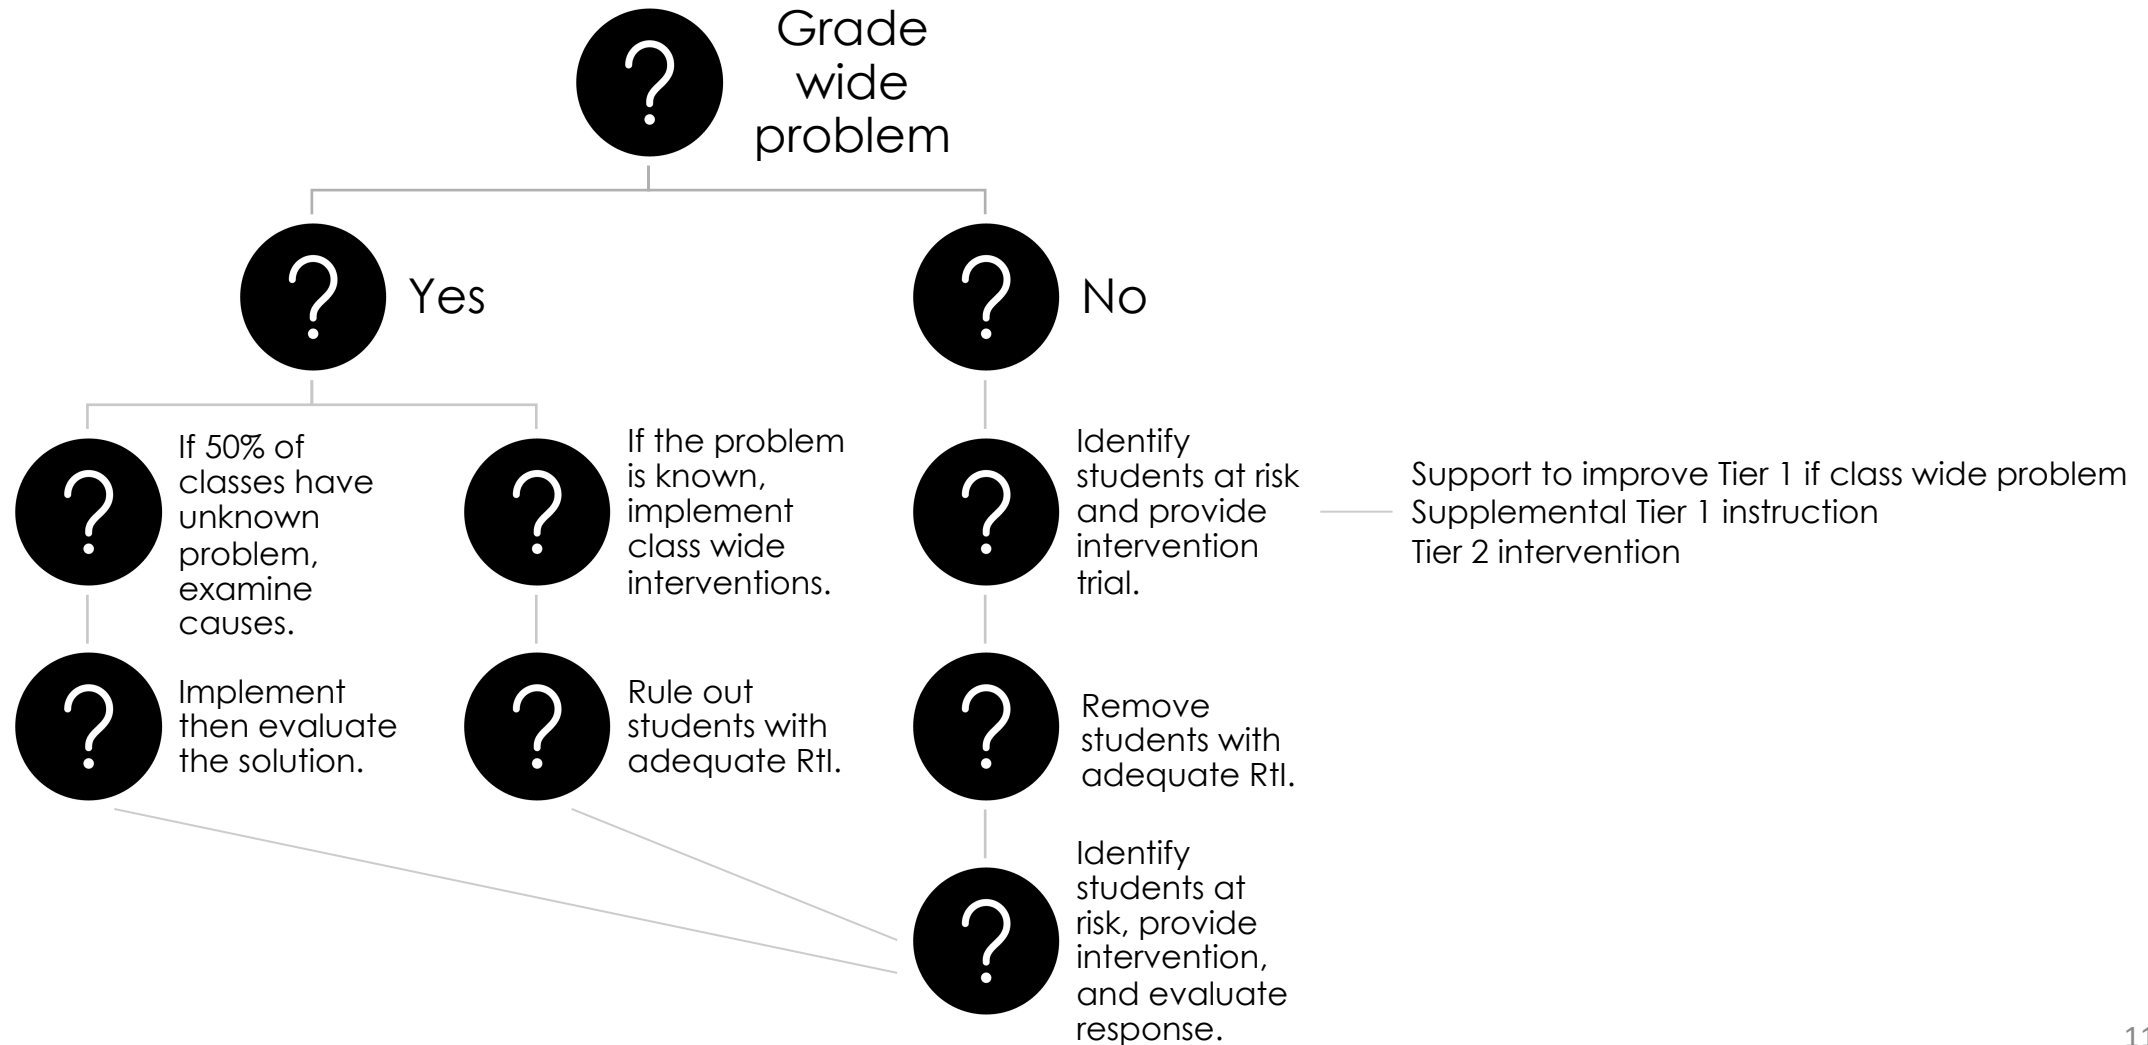 Grade
wide
problem
Yes
No
If 50% of
classes have
unknown
problem,
examine
causes.
If the problem
is known,
implement
class wide
interventions.
Identify
students at risk
and provide
intervention
trial.
Support to improve Tier 1 if class wide problem
Supplemental Tier 1 instruction
Tier 2 intervention
Implement
then evaluate
the solution.
Rule out
students with
adequate RtI.
Remove
students with
adequate RtI.
Identify
students at
risk, provide
intervention,
and evaluate
response.
11